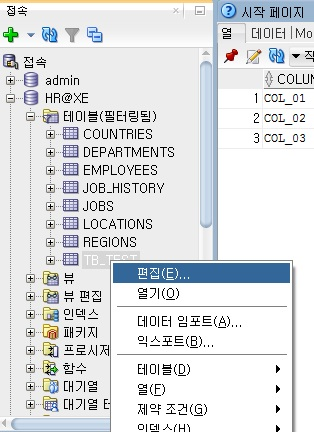 접속
시작 페이지
열 데이터 Mo
작
접속
admin
HR@XE
테이블(필터링됨)
COUNTRIES
DEPARTMENTS
EMPLOYEES
JOB_HISTORY
JOBS
LOCATIONS
REGIONS
TB_TEST
뷰
뷰 편집
인덱스
패키지
프로시저
함수
대기열
대기열 터
COLUM
1 COL_01
2 COL_02
3 COL_03
편집(E)...
열기(O)
데이터 임포트(A)...
익스포트(B)...
테이블(D)
열(F)
제약 조건(G)
인덱스(H)